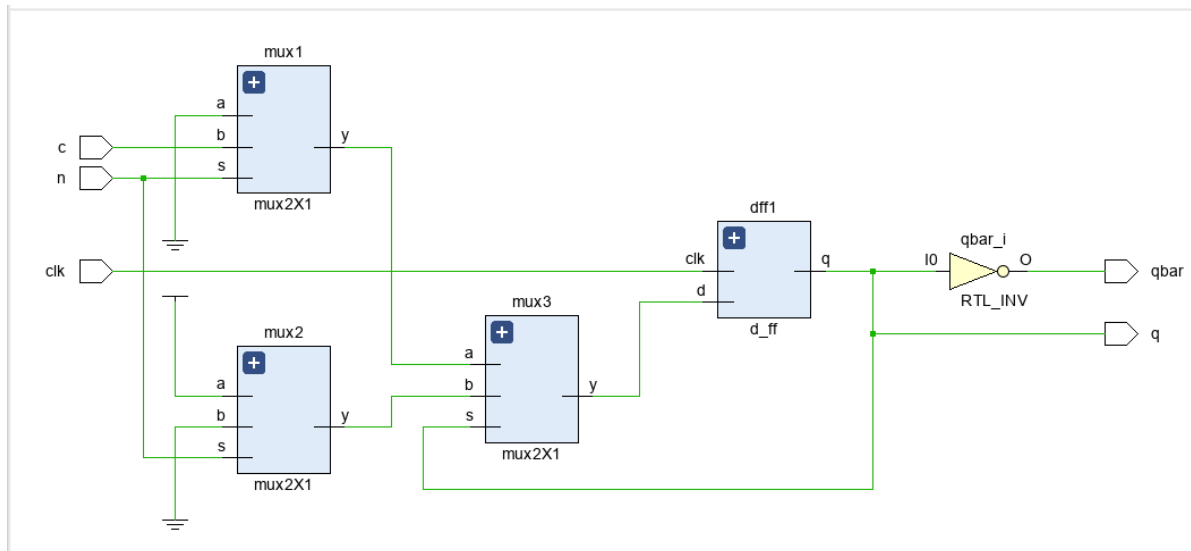 mux1
a
c
b
y
n
s
mux2X1
dff1
qbar_i
clk
clk
q
I0
O
qbar
d
RTL_INV
mux3
d_ff
mux2
q
a
a
b
y
b
y
s
s
mux2X1
mux2X1